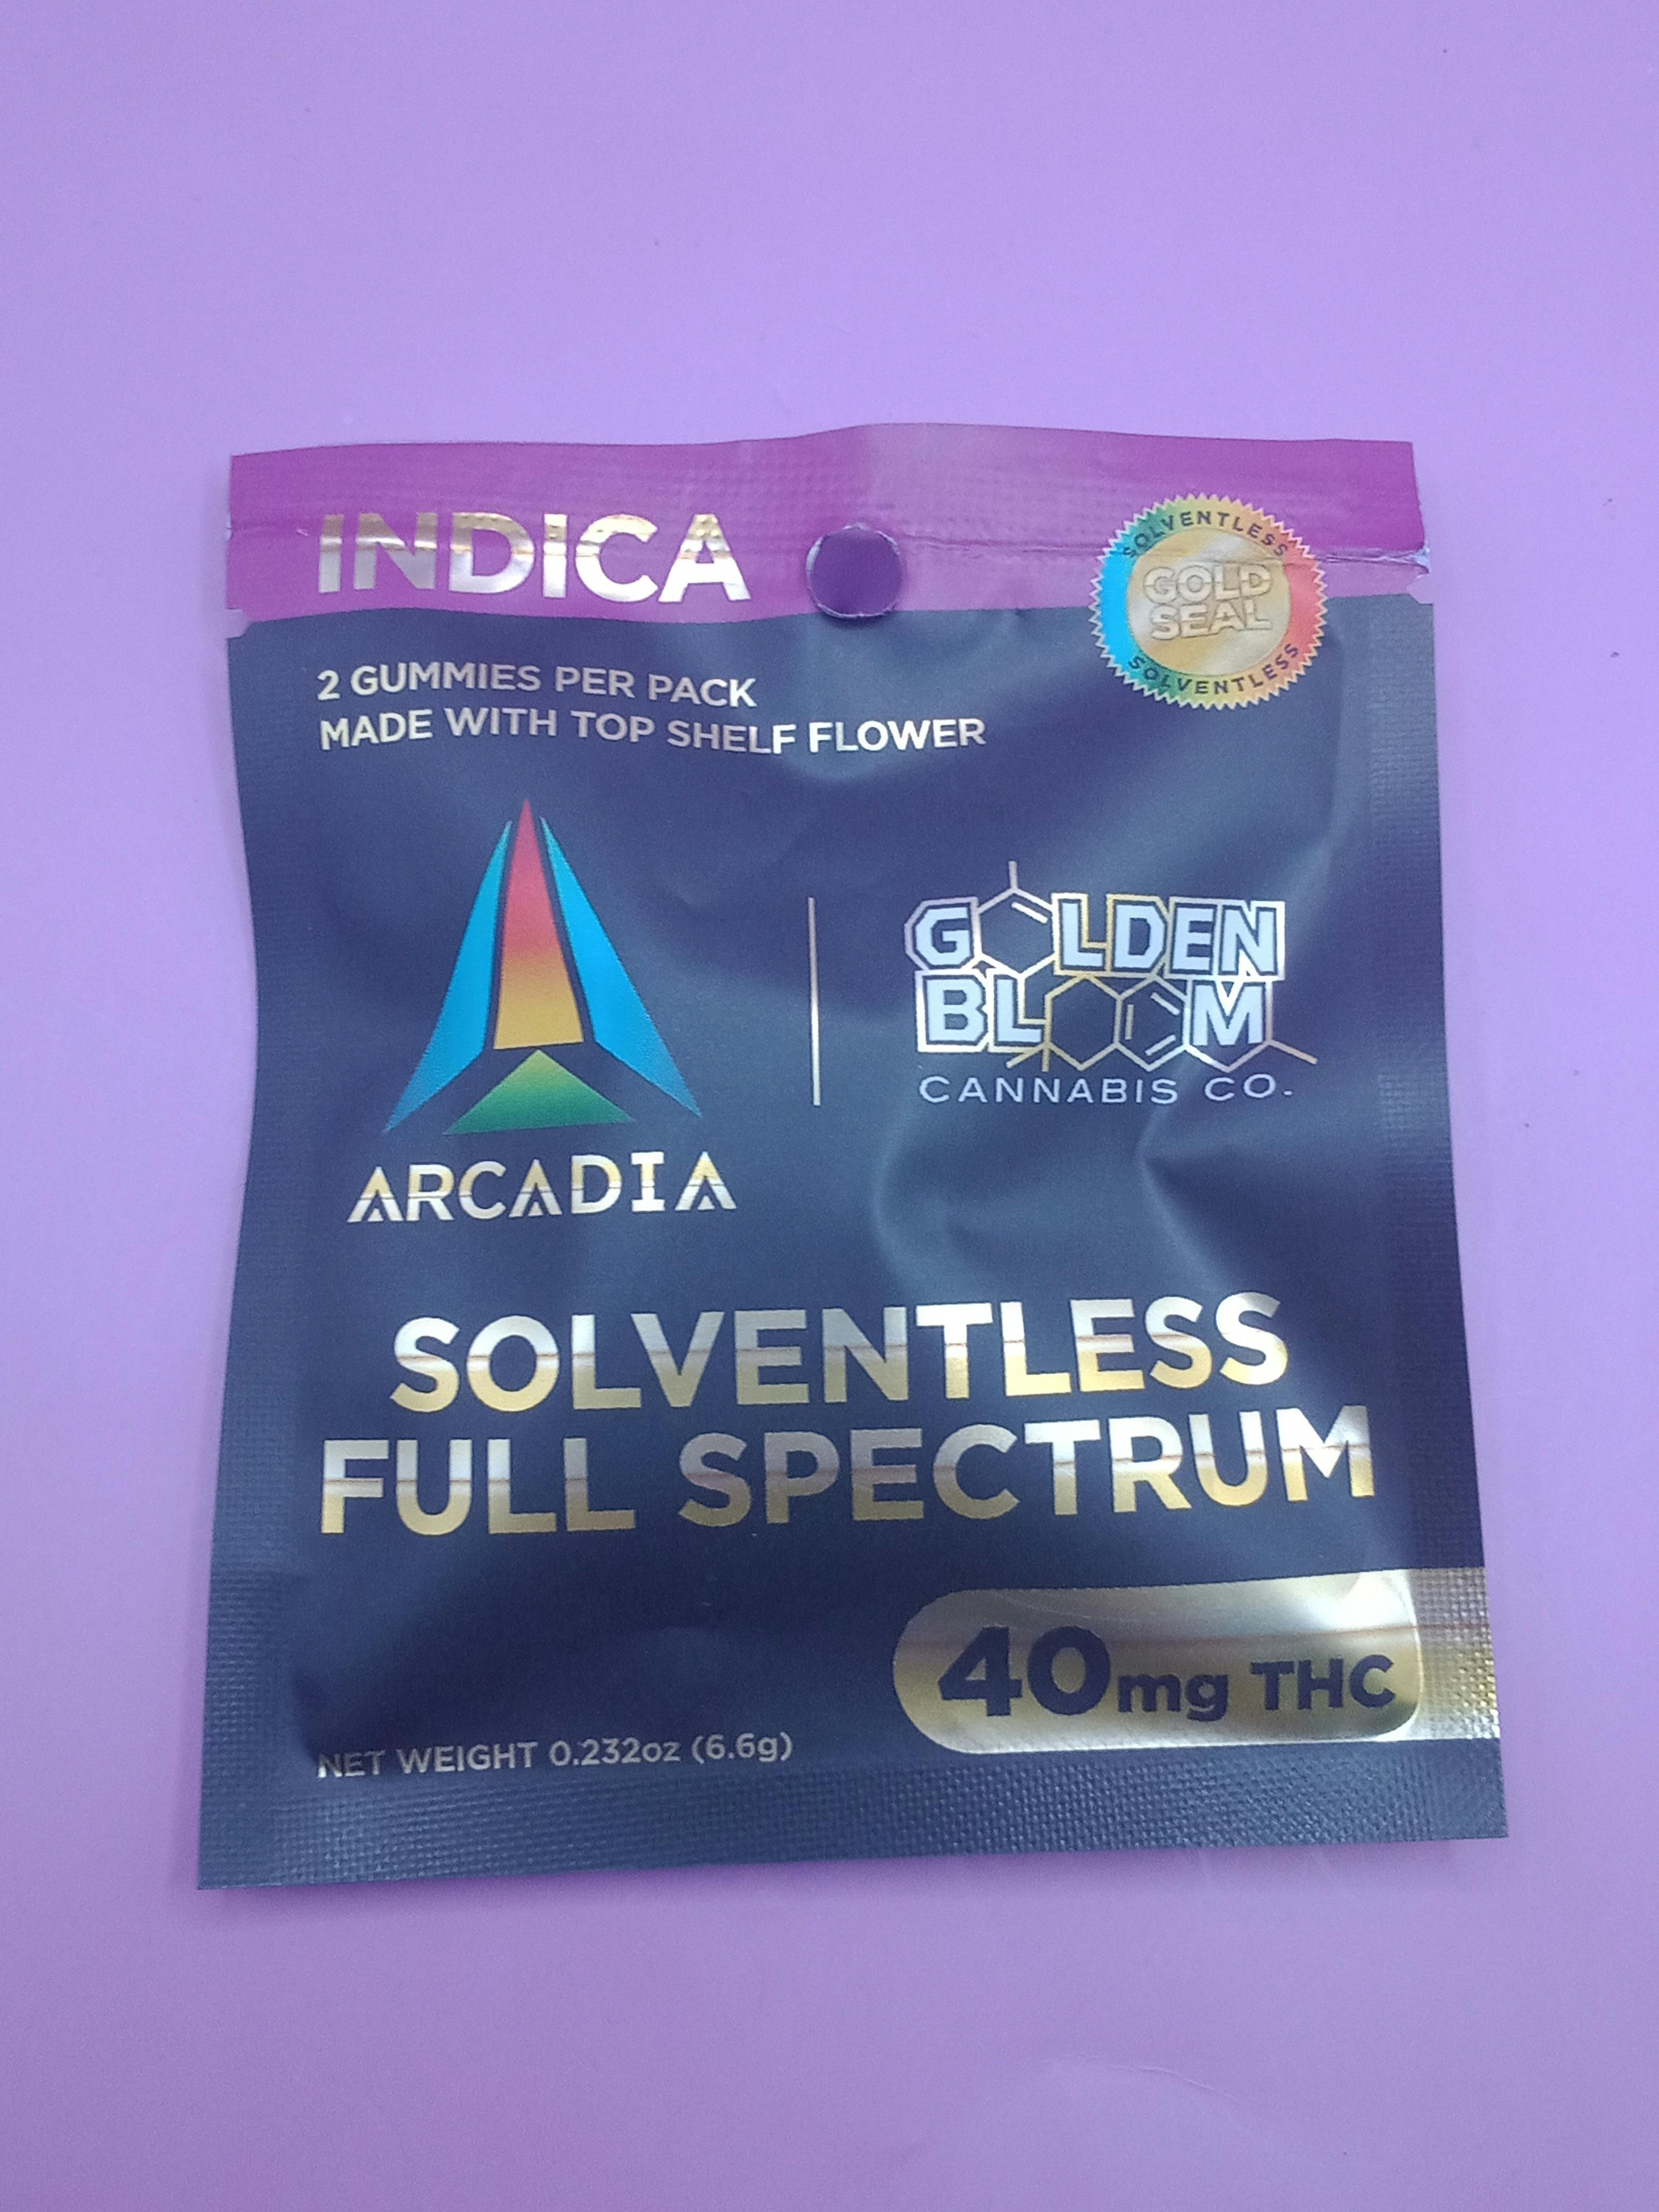 INDICA
SOLVENTLESS
GOLD
SEAL
SOLVENTLESS
2 GUMMIES PER PACK
MADE WITH TOP SHELF FLOWER
ARCADIA
GOLDEN
BLOOM
CANNABIS CO.
SOLVENTLESS
FULL SPECTRUM
40mg THC
NET WEIGHT 0.232oz (6.6g)